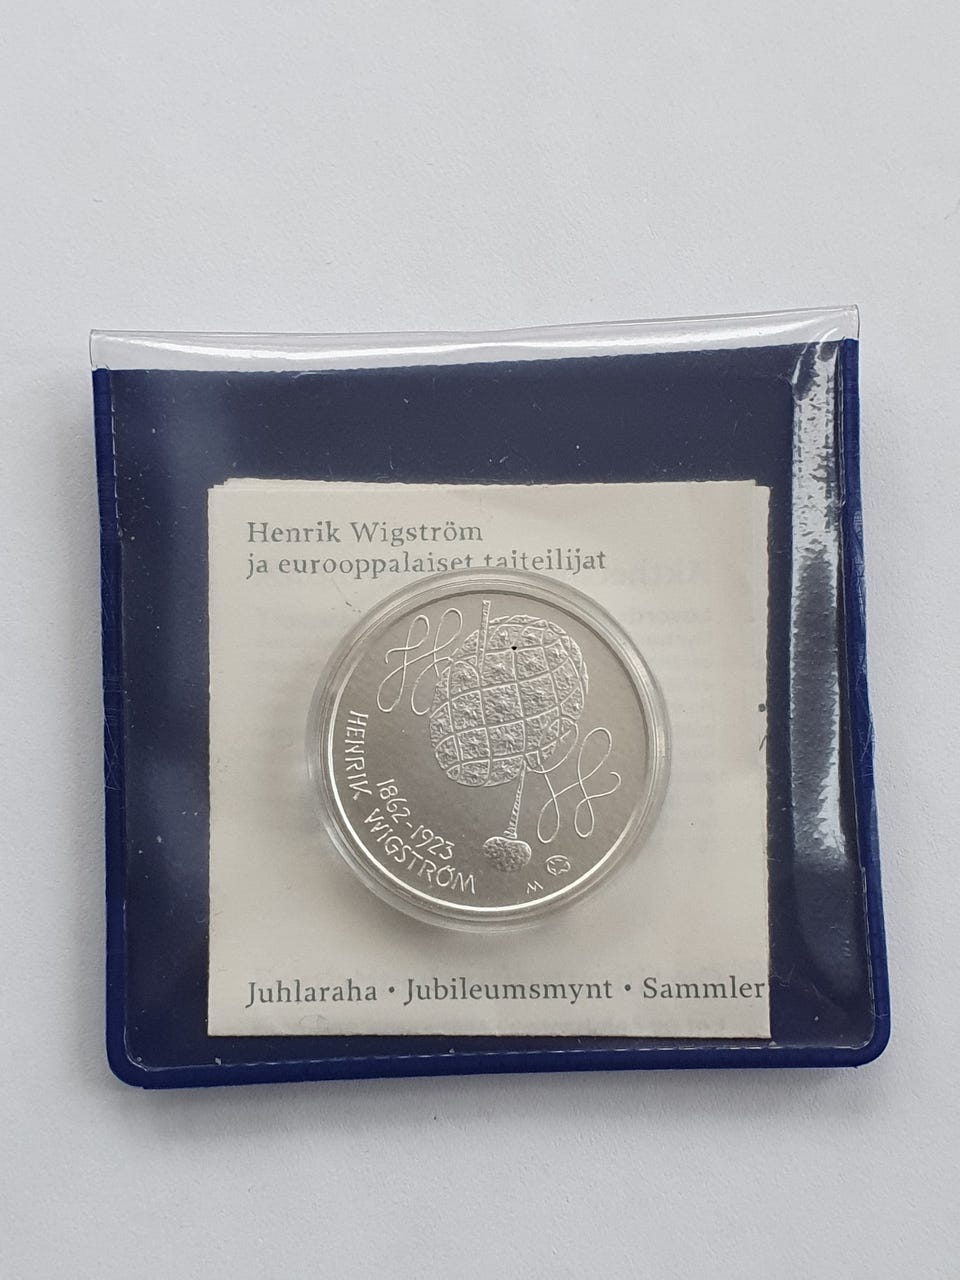 Henrik Wigström
ja eurooppalaiset taiteilijat
HENRIK WIGSTRÖM
1862-1923
M
Juhlaraha • Jubileumsmynt • Sammler